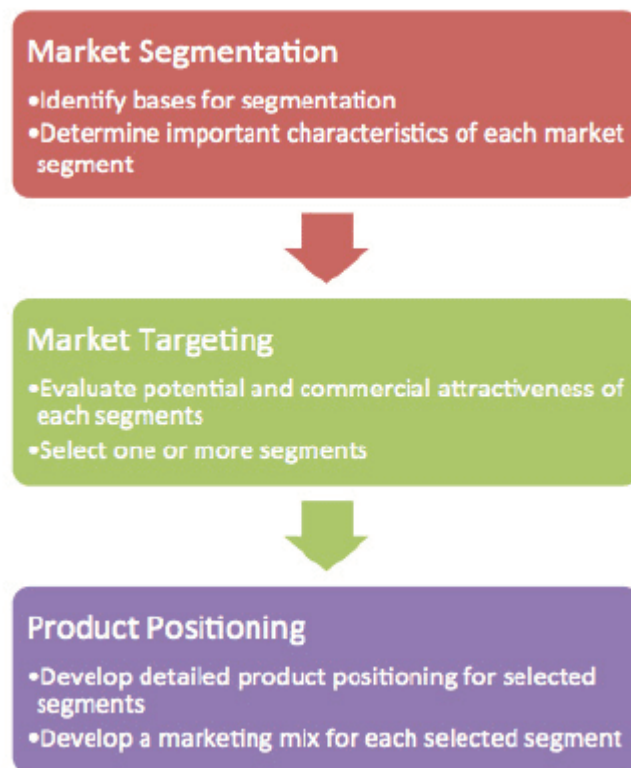 Market Segmentation
•Identify bases for segmentation
•Determine important characteristics of each market
segment
Market Targeting
•Evaluate potential and commercial attractiveness of
each segments
•Select one or more segments
Product Positioning
•Develop detailed product positioning for selected
segments
•Develop a marketing mix for each selected segment